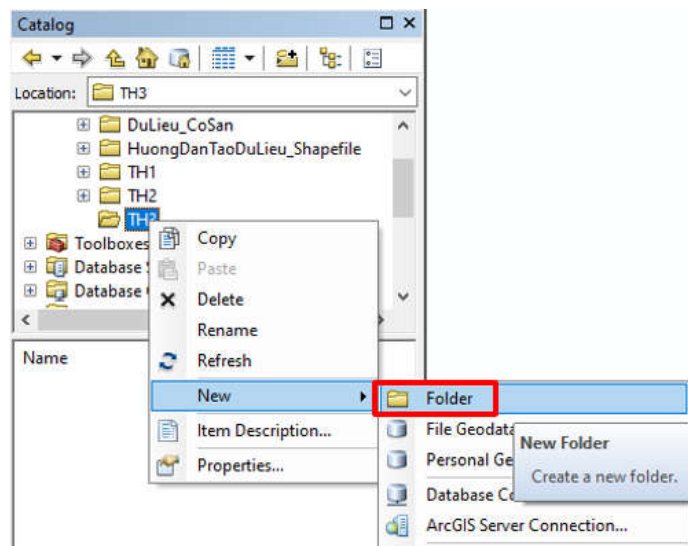 Catalog
Location: TH3
DuLieu_CoSan
HuongDanTaoDuLieu_Shapefile
TH1
TH2
TH3
Toolboxes
Database
Database
Copy
Paste
Delete
Rename
Refresh
New
Item Description...
Properties...
Name
Folder
File Geodata
Personal Ge
Database Co
ArcGIS Server Connection...
New Folder
Create a new folder.